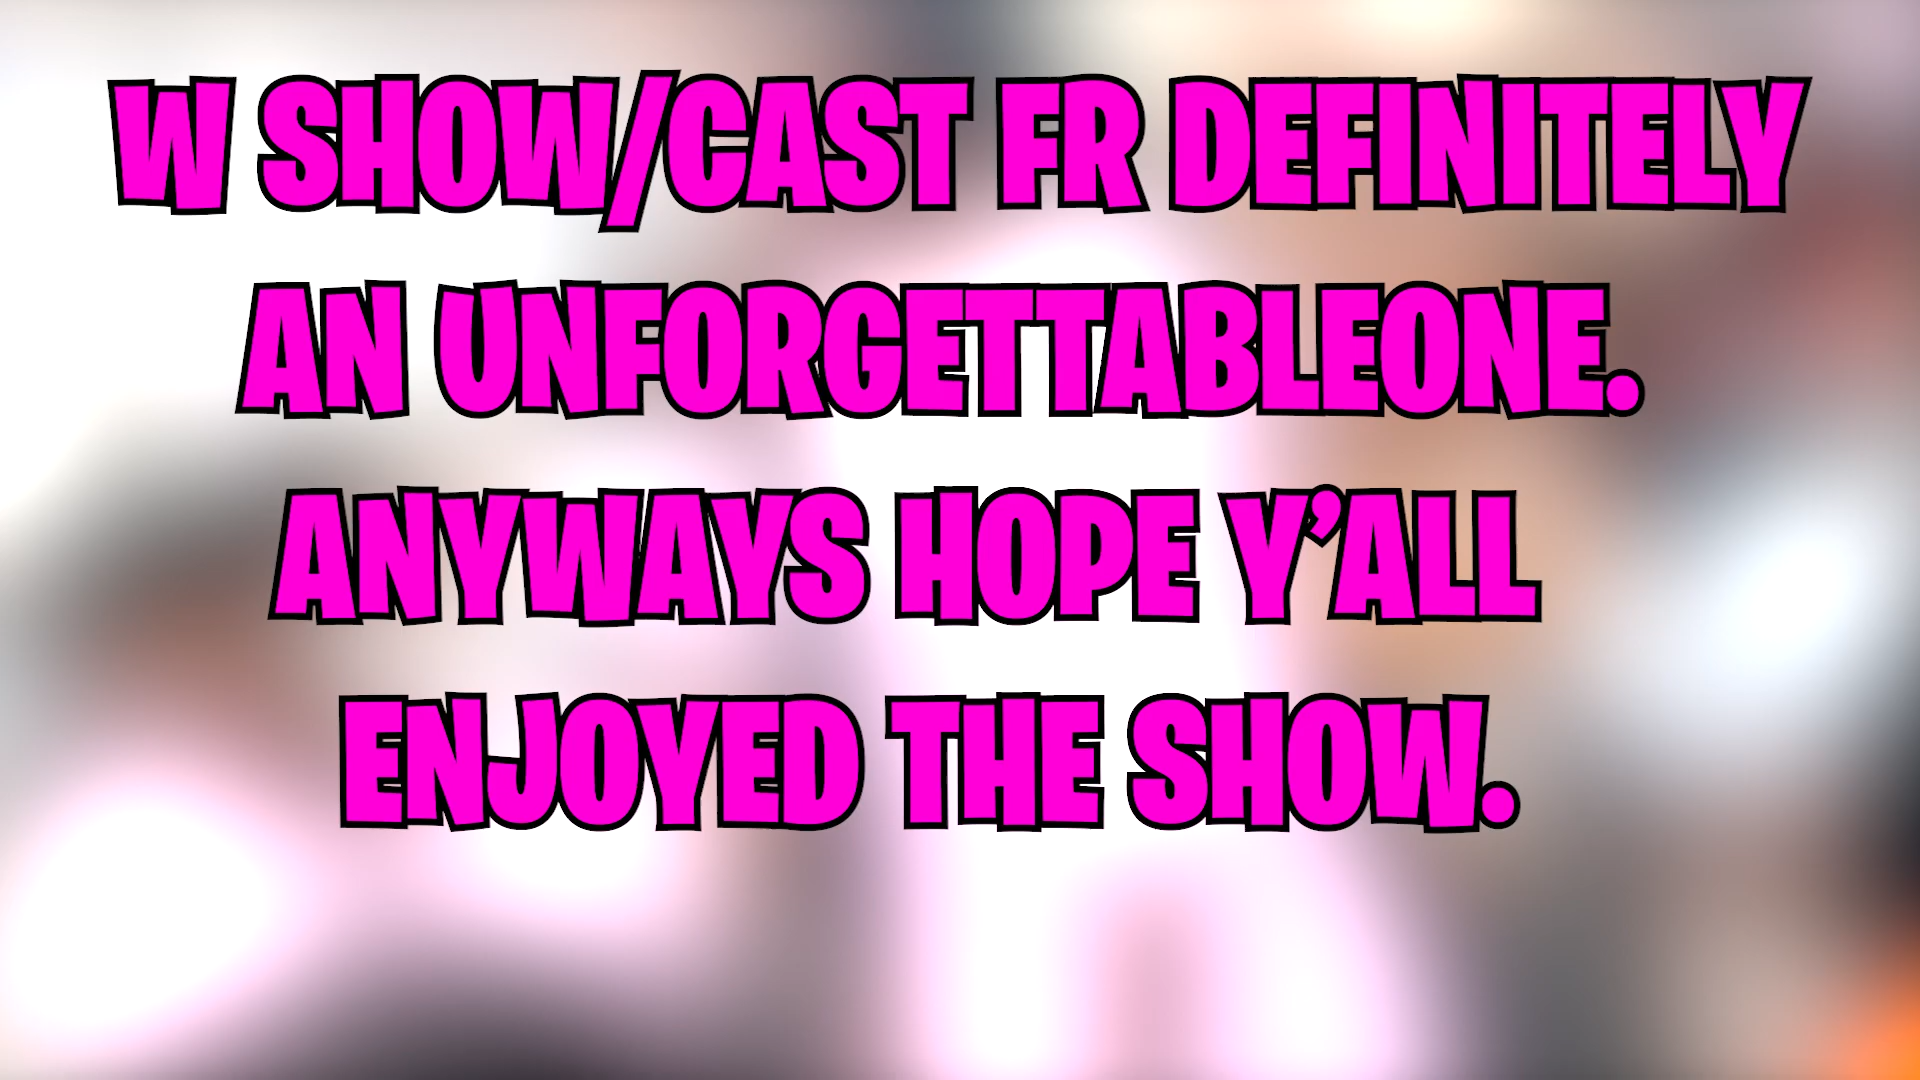 W SHOW/CAST FR DEFINITELY
AN UNFORGETTABLEONE.
ANYWAYS HOPE Y'ALL
ENJOYED THE SHOW.